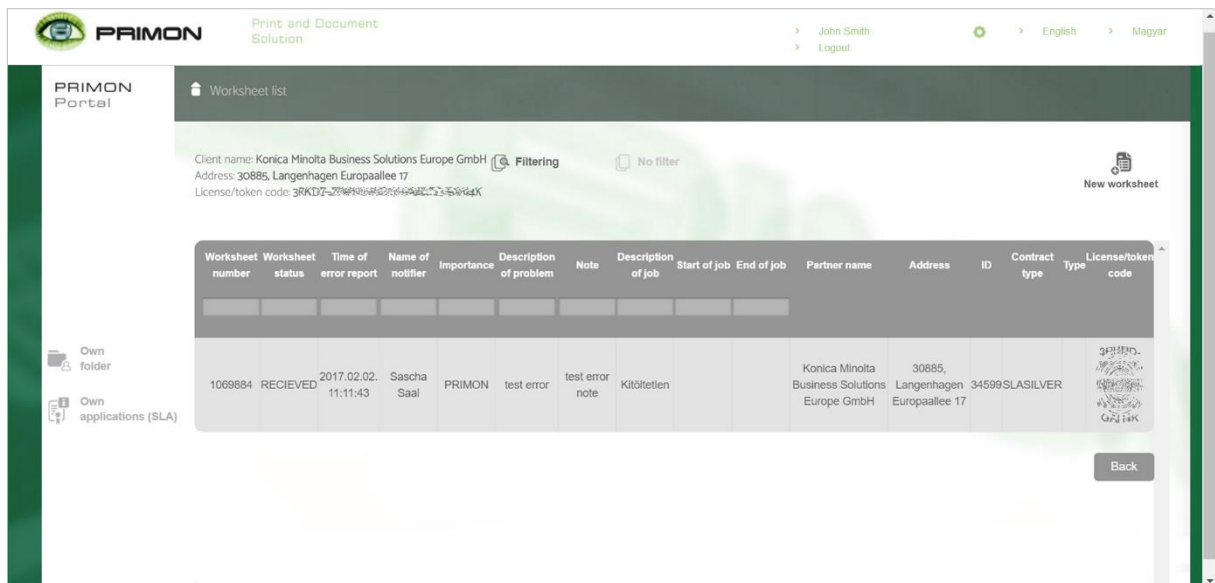 PRIMON
Print and Document
Solution
John Smith
Logout
English
Magyar
PRIMON
Portal
Worksheet list
Client name: Konica Minolta Business Solutions Europe GmbH
Address: 30885, Langenhagen Europaallee 17
License/token code:
Filtering
No filter
New worksheet
Worksheet number
Worksheet status
Time of error report
Name of notifier
Importance
Description of problem
Note
Description of job
Start of job
End of job
Partner name
Address
ID
Contract type
Type
License/token code
1069884
RECIEVED
2017.02.02.
11:11:43
Sascha
Saal
PRIMON
test error
test error
note
Kitöltetlen
Konica Minolta
Business Solutions
Europe GmbH
30885,
Langenhagen
Europaallee 17
34599
SLASILVER
Own
folder
Own
applications (SLA)
Back